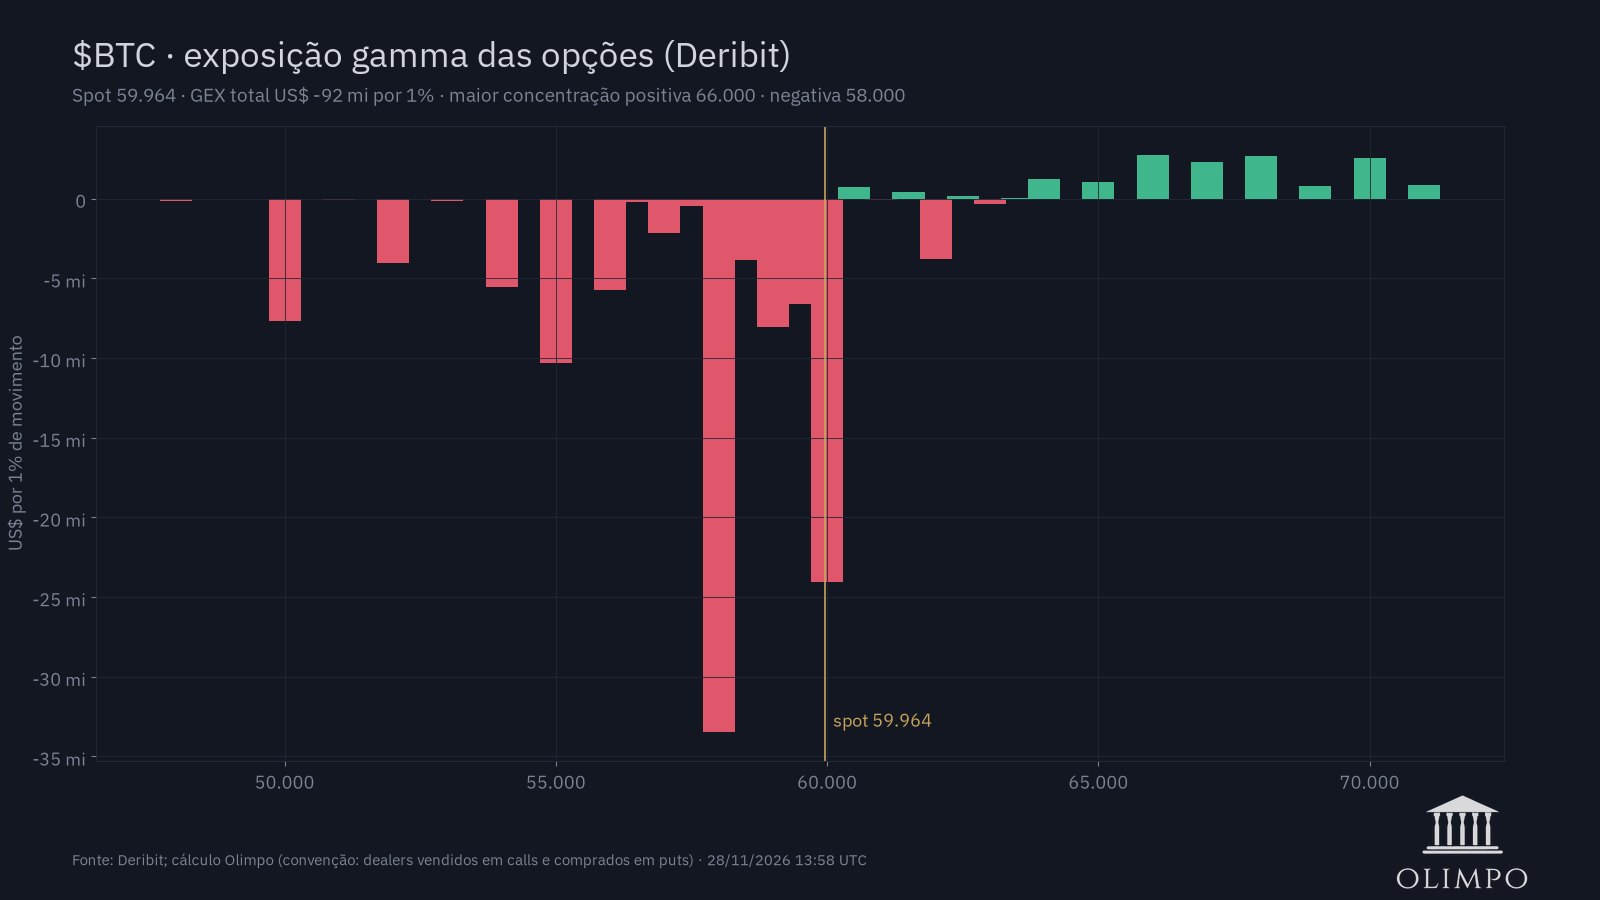 $BTC · exposição gamma das opções (Deribit)
Spot 59.964 · GEX total US$ -92 mi por 1% · maior concentração positiva 66.000 · negativa 58.000
0
-5 mi
-10 mi
-15 mi
-20 mi
-25 mi
-30 mi
-35 mi
US$ por 1% de movimento
spot 59.964
50.000 55.000 60.000 65.000 70.000
Fonte: Deribit; cálculo Olimpo (convenção: dealers vendidos em calls e comprados em puts) · 28/11/2026 13:58 UTC
OLIMPO